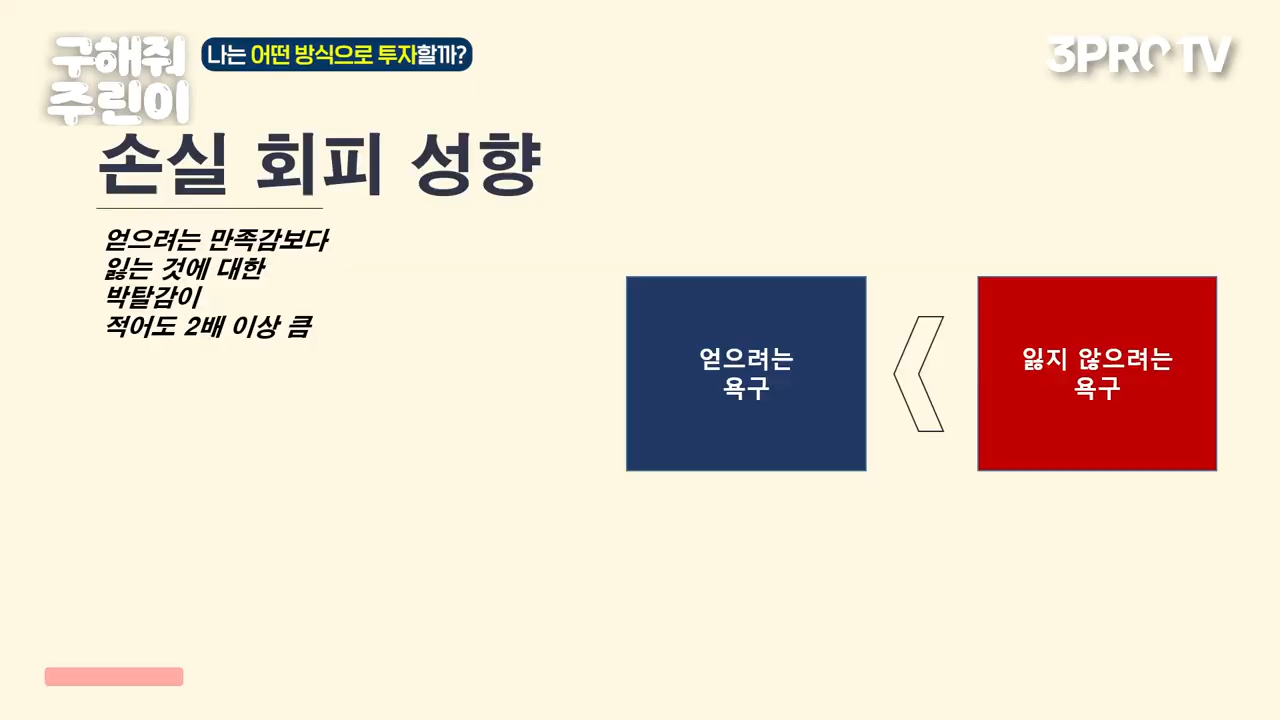 구해줘
주린이
나는 어떤 방식으로 투자할까?
3PRO TV
손실 회피 성향
얻으려는 만족감보다
잃는 것에 대한
박탈감이
적어도 2배 이상 큼
얻으려는
욕구
잃지 않으려는
욕구